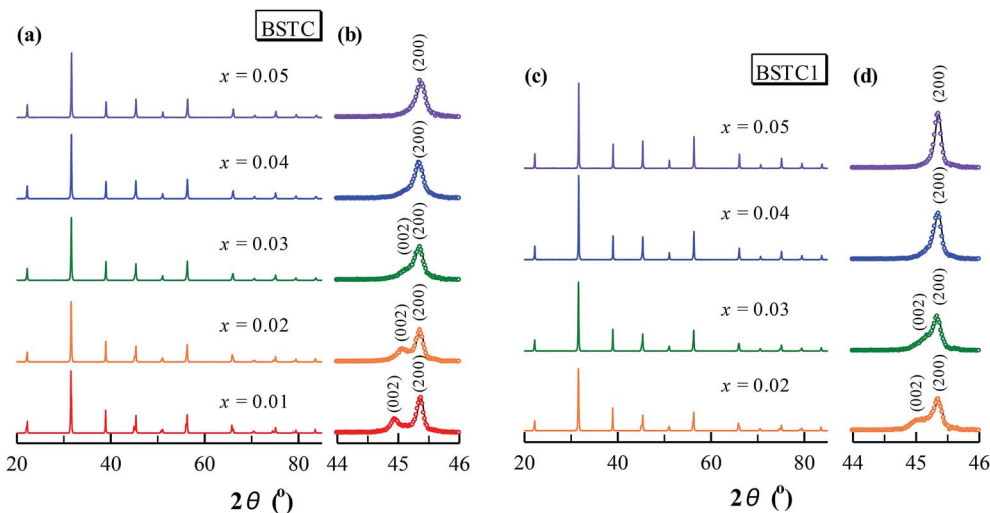 (a)
BSTC
x = 0.05
x = 0.04
x = 0.03
x = 0.02
x = 0.01
20 40 60 80
2θ (°)
(b)
(200)
(200)
(002) (200)
(002) (200)
(002) (200)
44 45 46
(c)
BSTC1
x = 0.05
x = 0.04
x = 0.03
x = 0.02
20 40 60 80
2θ (°)
(d)
(200)
(200)
(002) (200)
(002) (200)
44 45 46